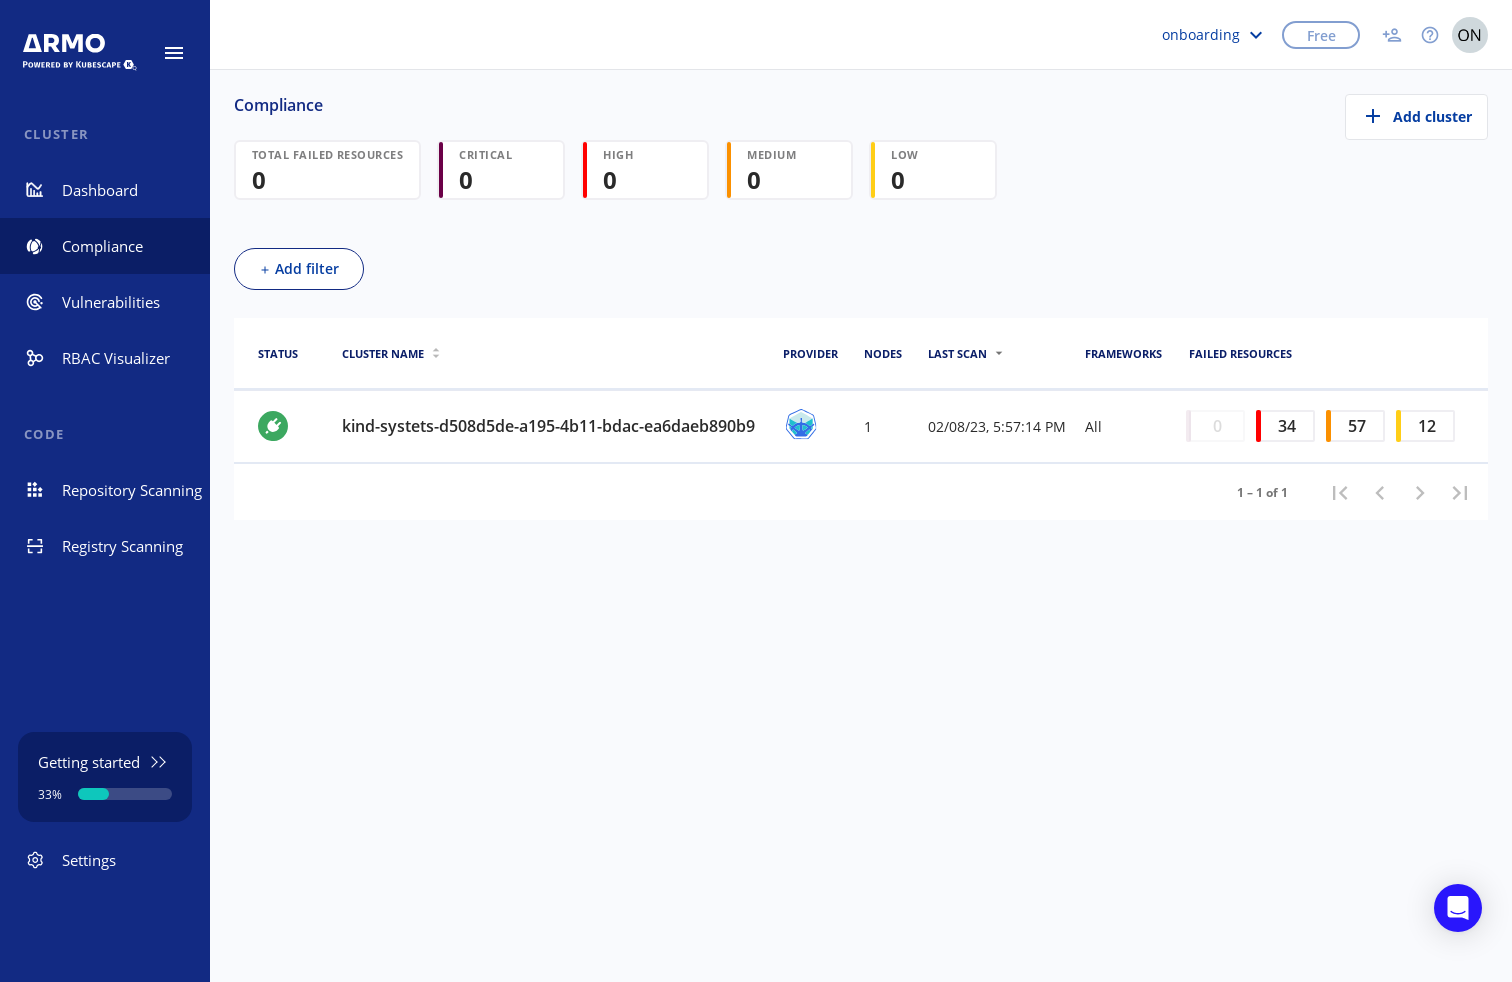 ARMO
POWERED BY KUBESCAPE
onboarding
Free
ON
CLUSTER
Dashboard
Compliance
Vulnerabilities
RBAC Visualizer
CODE
Repository Scanning
Registry Scanning
Getting started
33%
Settings
Compliance
Add cluster
TOTAL FAILED RESOURCES
0
CRITICAL
0
HIGH
0
MEDIUM
0
LOW
0
+ Add filter
STATUS CLUSTER NAME PROVIDER NODES LAST SCAN FRAMEWORKS FAILED RESOURCES
kind-systets-d508d5de-a195-4b11-bdac-ea6daeb890b9 1 02/08/23, 5:57:14 PM All 0 34 57 12
1 – 1 of 1